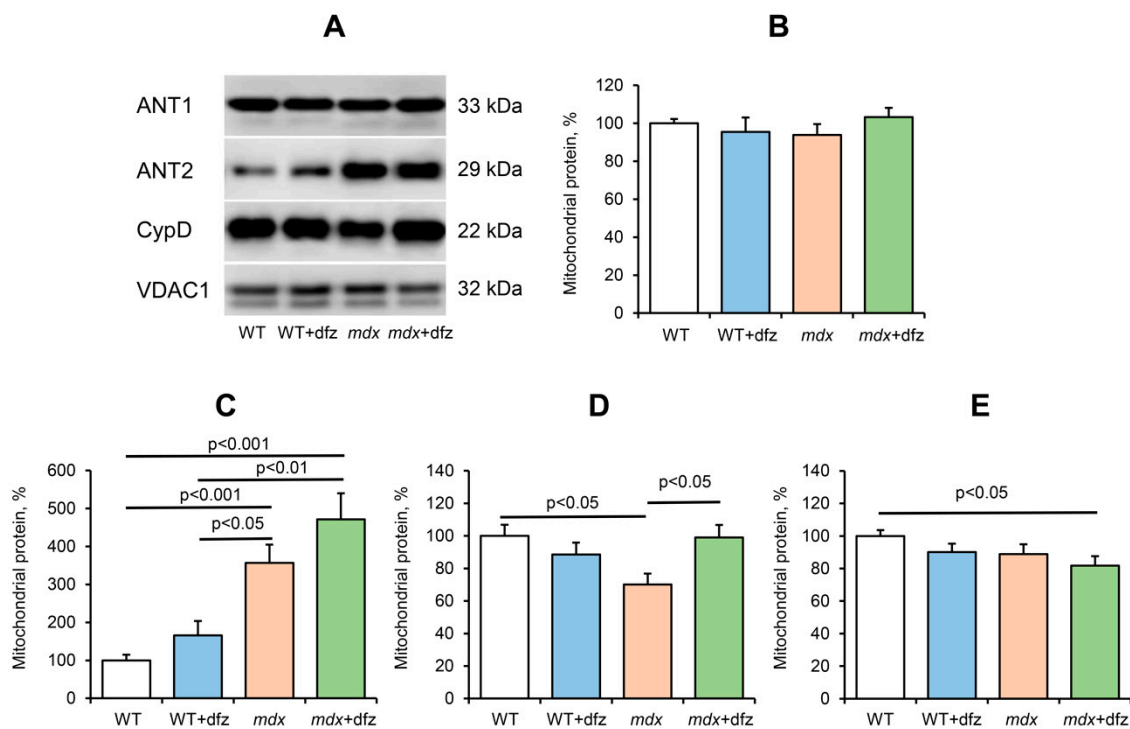 A
ANT1 33 kDa
ANT2 29 kDa
CypD 22 kDa
VDAC1 32 kDa
WT WT+dfz mdx mdx+dfz
B
Mitochondrial protein, %
120
100
80
60
40
20
0
WT WT+dfz mdx mdx+dfz
C
Mitochondrial protein, %
600
500
400
300
200
100
0
p<0.001
p<0.01
p<0.001
p<0.05
WT WT+dfz mdx mdx+dfz
D
Mitochondrial protein, %
140
120
100
80
60
40
20
0
p<0.05
p<0.05
WT WT+dfz mdx mdx+dfz
E
Mitochondrial protein, %
140
120
100
80
60
40
20
0
p<0.05
WT WT+dfz mdx mdx+dfz